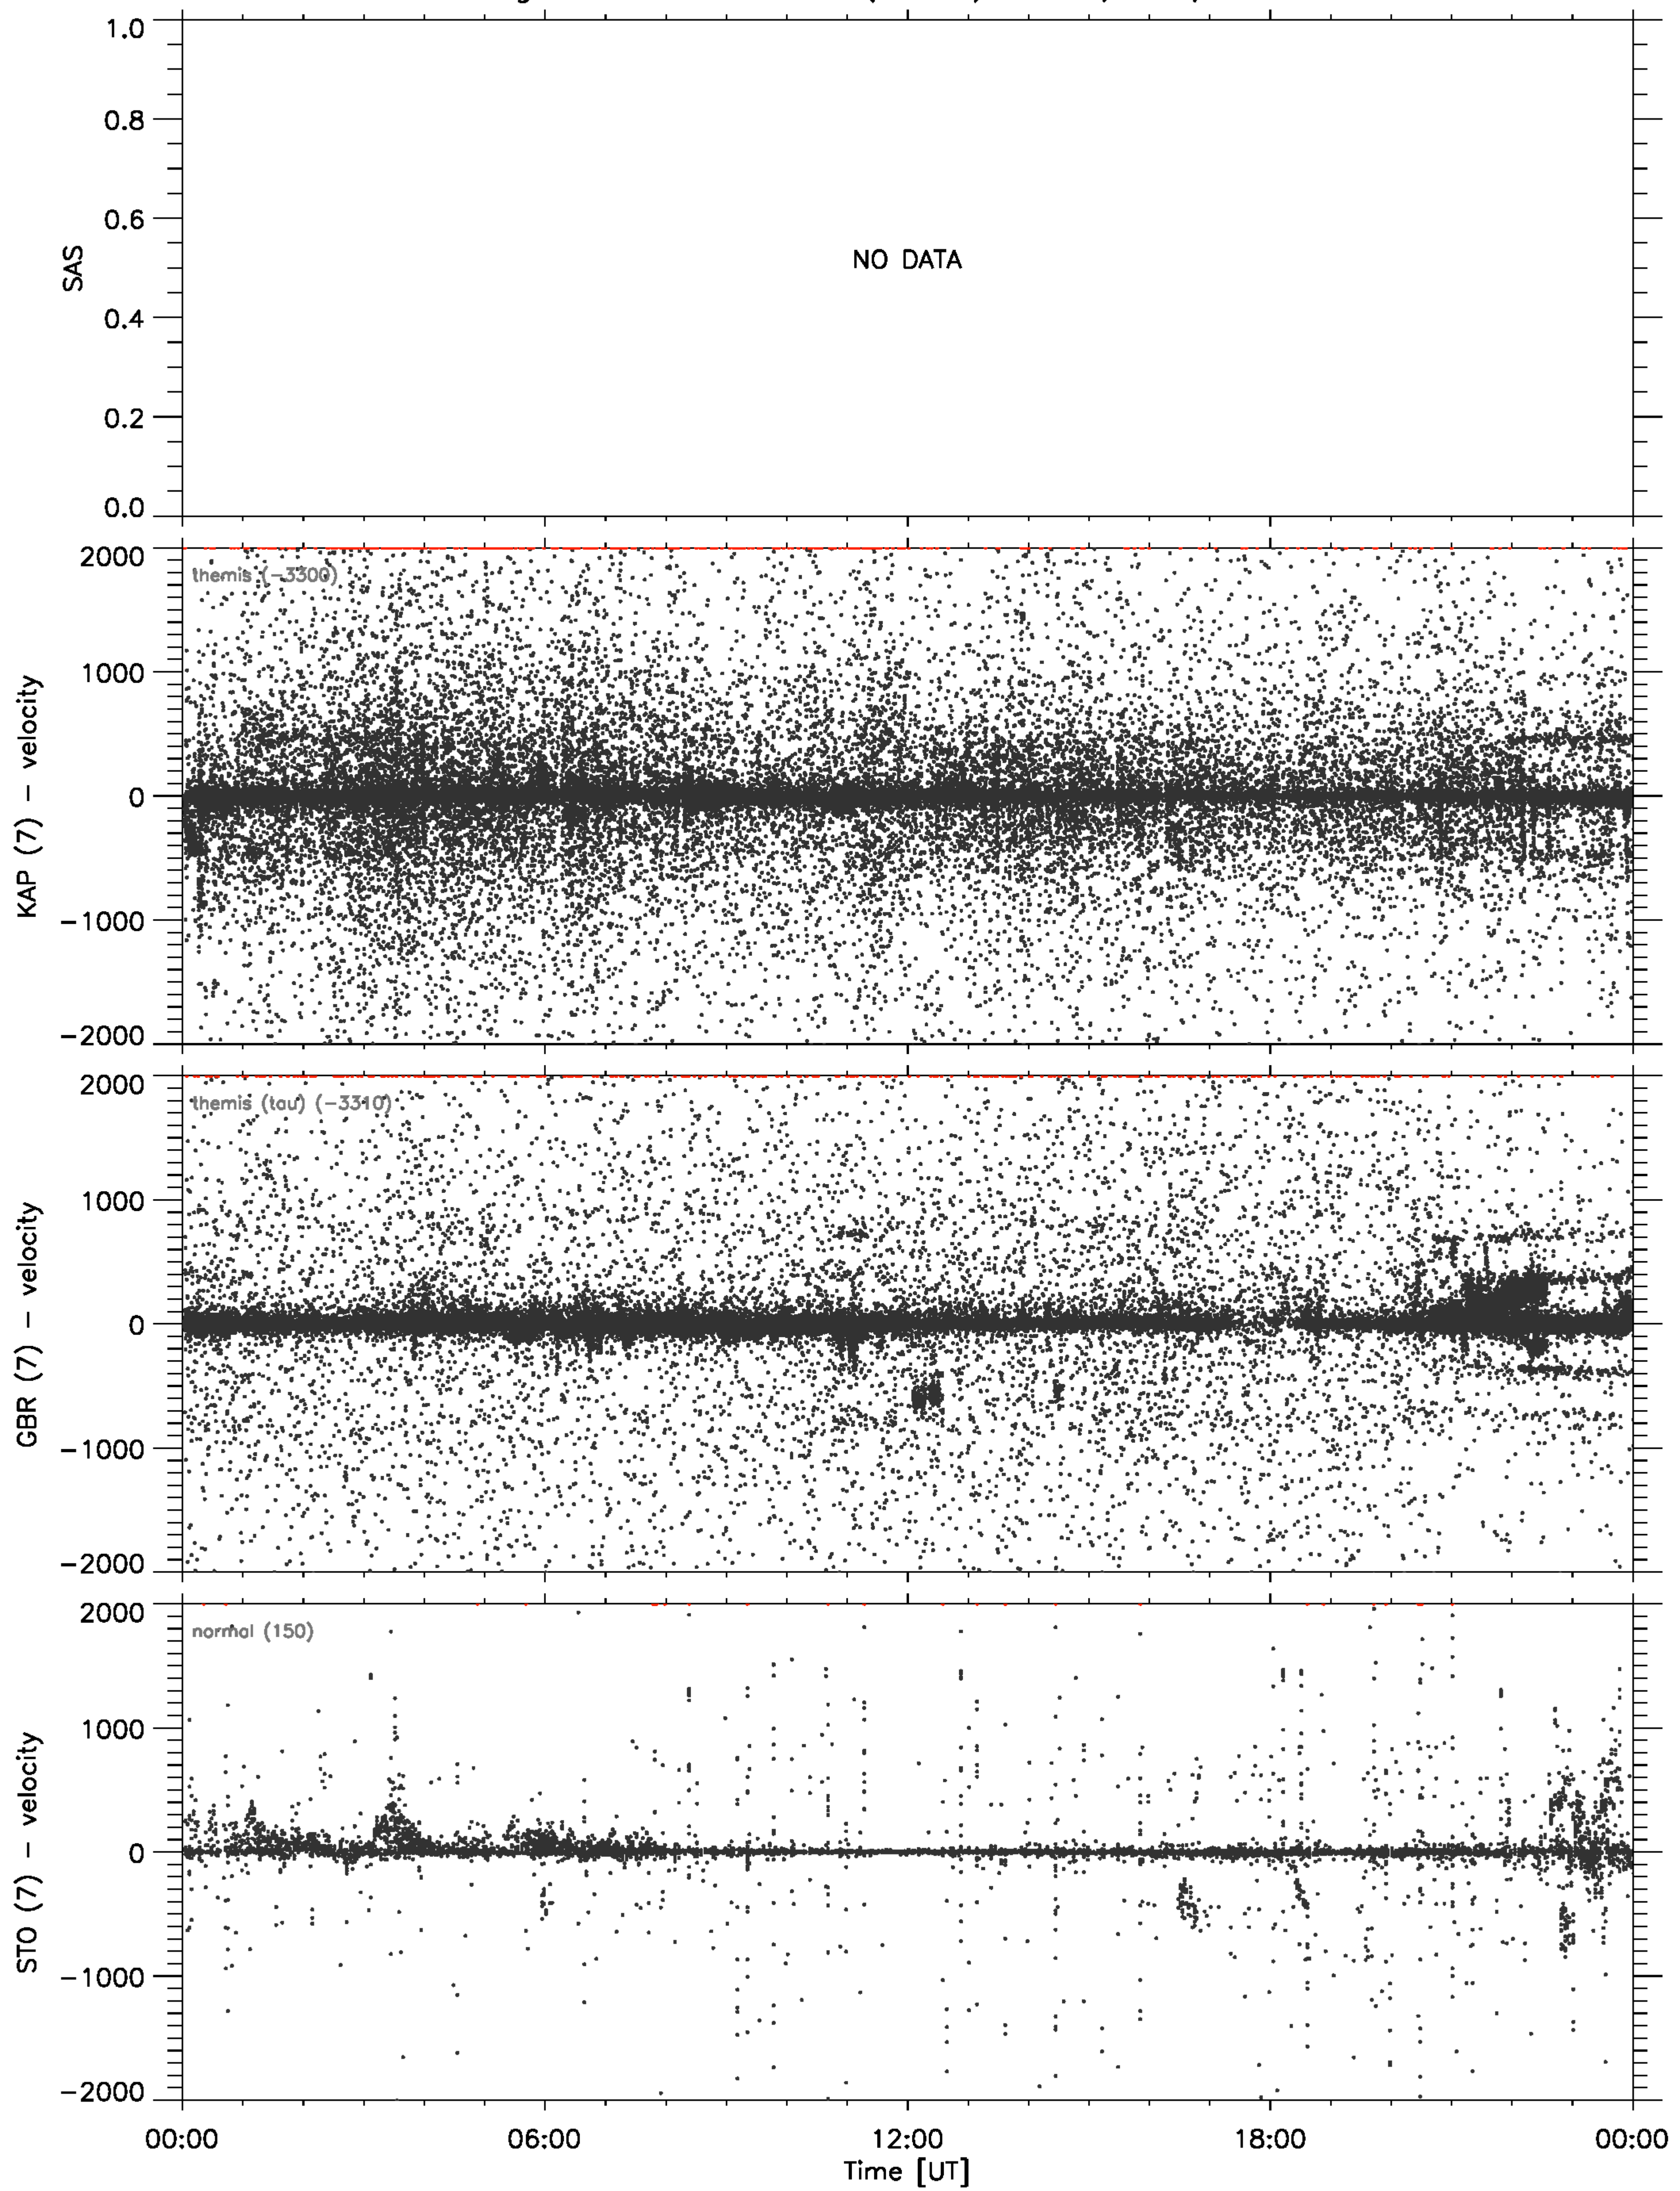 1.0
0.8
0.6
0.4
0.2
0.0
SAS
NO DATA
2000
1000
0
−1000
−2000
KAP (7) − velocity
themis (−3300)
2000
1000
0
−1000
−2000
GBR (7) − velocity
themis (tau) (−3310)
2000
1000
0
−1000
−2000
STO (7) − velocity
normal (150)
00:00 06:00 12:00 18:00 00:00
Time [UT]